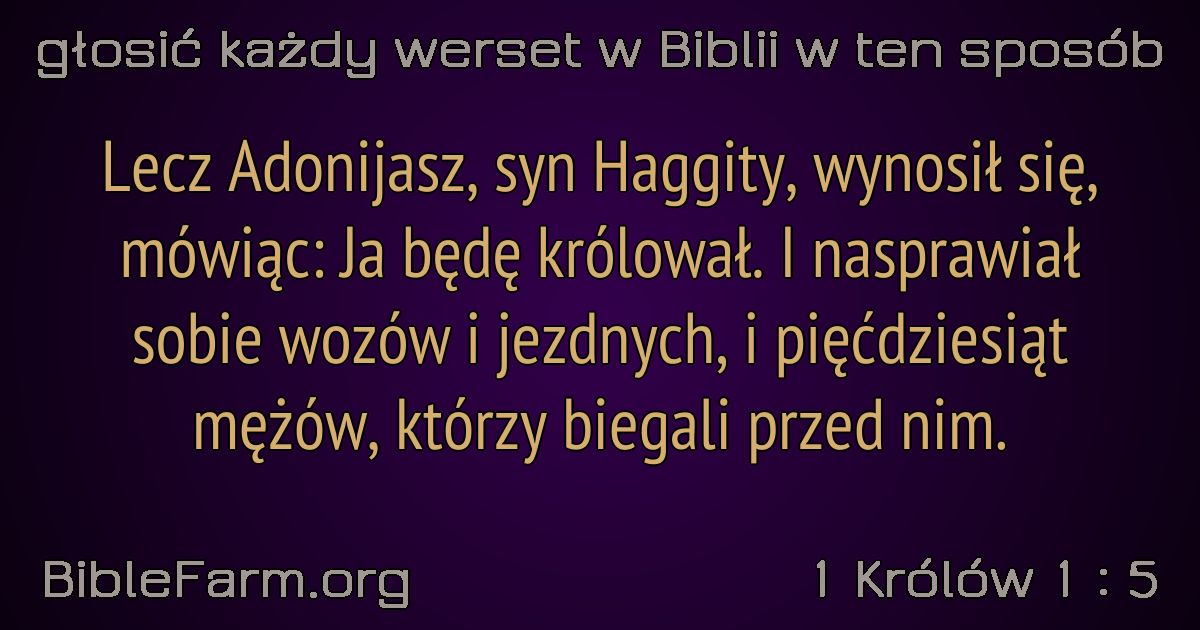 głosić każdy werset w Biblii w ten sposób
Lecz Adonijasz, syn Haggity, wynosił się,
mówiąc: Ja będę królował. I nasprawiał
sobie wozów i jezdnych, i pięćdziesiąt
mężów, którzy biegali przed nim.
BibleFarm.org
1 Królów 1 : 5